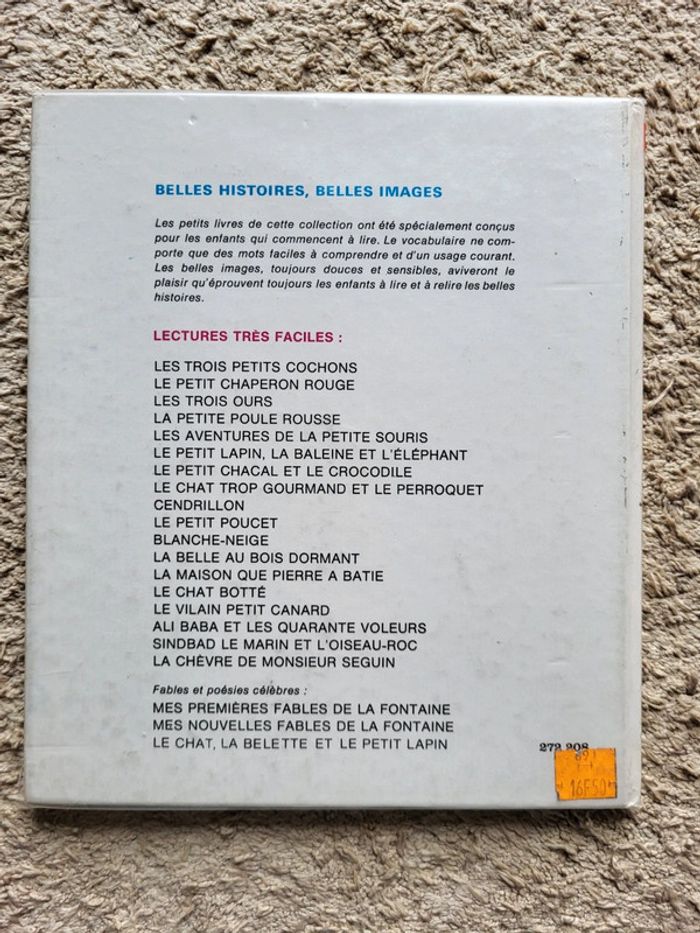 BELLES HISTOIRES, BELLES IMAGES
Les petits livres de cette collection ont été spécialement conçus
pour les enfants qui commencent à lire. Le vocabulaire ne com-
porte que des mots faciles à comprendre et d'un usage courant.
Les belles images, toujours douces et sensibles, aviveront le
plaisir qu'éprouvent toujours les enfants à lire et à relire les belles
histoires.
LECTURES TRÈS FACILES :
LES TROIS PETITS COCHONS
LE PETIT CHAPERON ROUGE
LES TROIS OURS
LA PETITE POULE ROUSSE
LES AVENTURES DE LA PETITE SOURIS
LE PETIT LAPIN, LA BALEINE ET L'ÉLÉPHANT
LE PETIT CHACAL ET LE CROCODILE
LE CHAT TROP GOURMAND ET LE PERROQUET
CENDRILLON
LE PETIT POUCET
BLANCHE-NEIGE
LA BELLE AU BOIS DORMANT
LA MAISON QUE PIERRE A BATIE
LE CHAT BOTTÉ
LE VILAIN PETIT CANARD
ALI BABA ET LES QUARANTE VOLEURS
SINDBAD LE MARIN ET L'OISEAU-ROC
LA CHÈVRE DE MONSIEUR SEGUIN
Fables et poésies célèbres :
MES PREMIÈRES FABLES DE LA FONTAINE
MES NOUVELLES FABLES DE LA FONTAINE
LE CHAT, LA BELETTE ET LE PETIT LAPIN
272 208
16F50